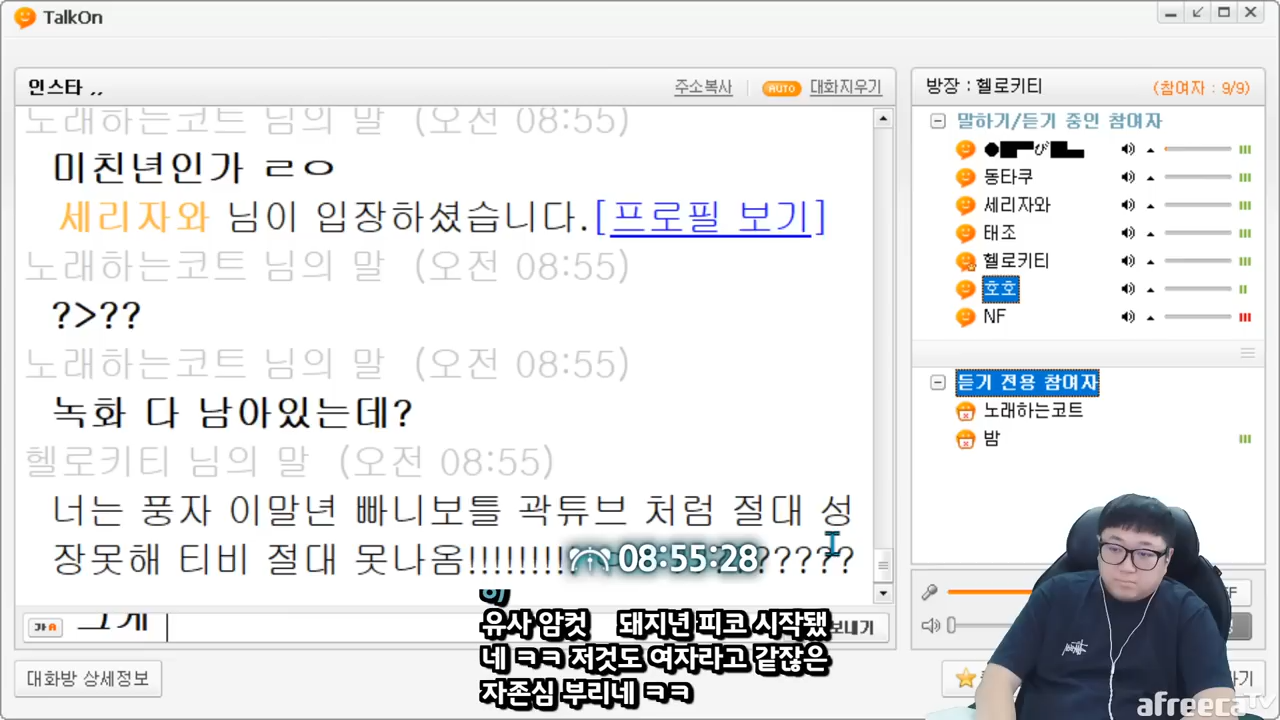 TalkOn
인스타 ,,
주소복사
AUTO
대화지우기
노래하는코트 님의 말 (오전 08:55)
미친년인가 ㄹㅇ
세리자와 님이 입장하셨습니다.[프로필 보기]
노래하는코트 님의 말 (오전 08:55)
?>??
노래하는코트 님의 말 (오전 08:55)
녹화 다 남아있는데?
헬로키티 님의 말 (오전 08:55)
너는 풍자 이말년 빠니보틀 곽튜브 처럼 절대 성
장못해 티비 절대 못나옴!!!!!!!! ?????
08:55:28
가A
그게
보내기
유사 암컷 돼지년 피코 시작됐
네 ㅋㅋ 저것도 여자라고 같잖은
자존심 부리네 ㅋㅋ
대화방 상세정보
방장 : 헬로키티
(참여자 : 9/9)
말하기/듣기 중인 참여자
동타쿠
세리자와
태조
헬로키티
호호
NF
듣기 전용 참여자
노래하는코트
밤
afreecaTV